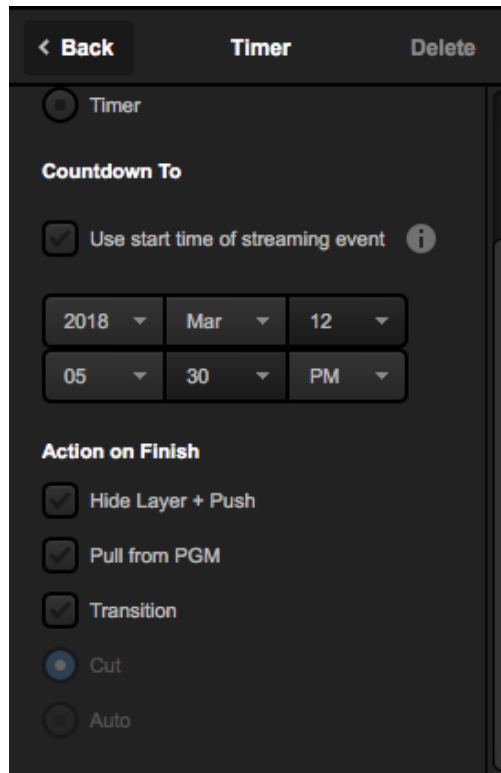 Back Timer Delete
Timer
Countdown To
Use start time of streaming event
2018 Mar 12
05 30 PM
Action on Finish
Hide Layer + Push
Pull from PGM
Transition
Cut
Auto